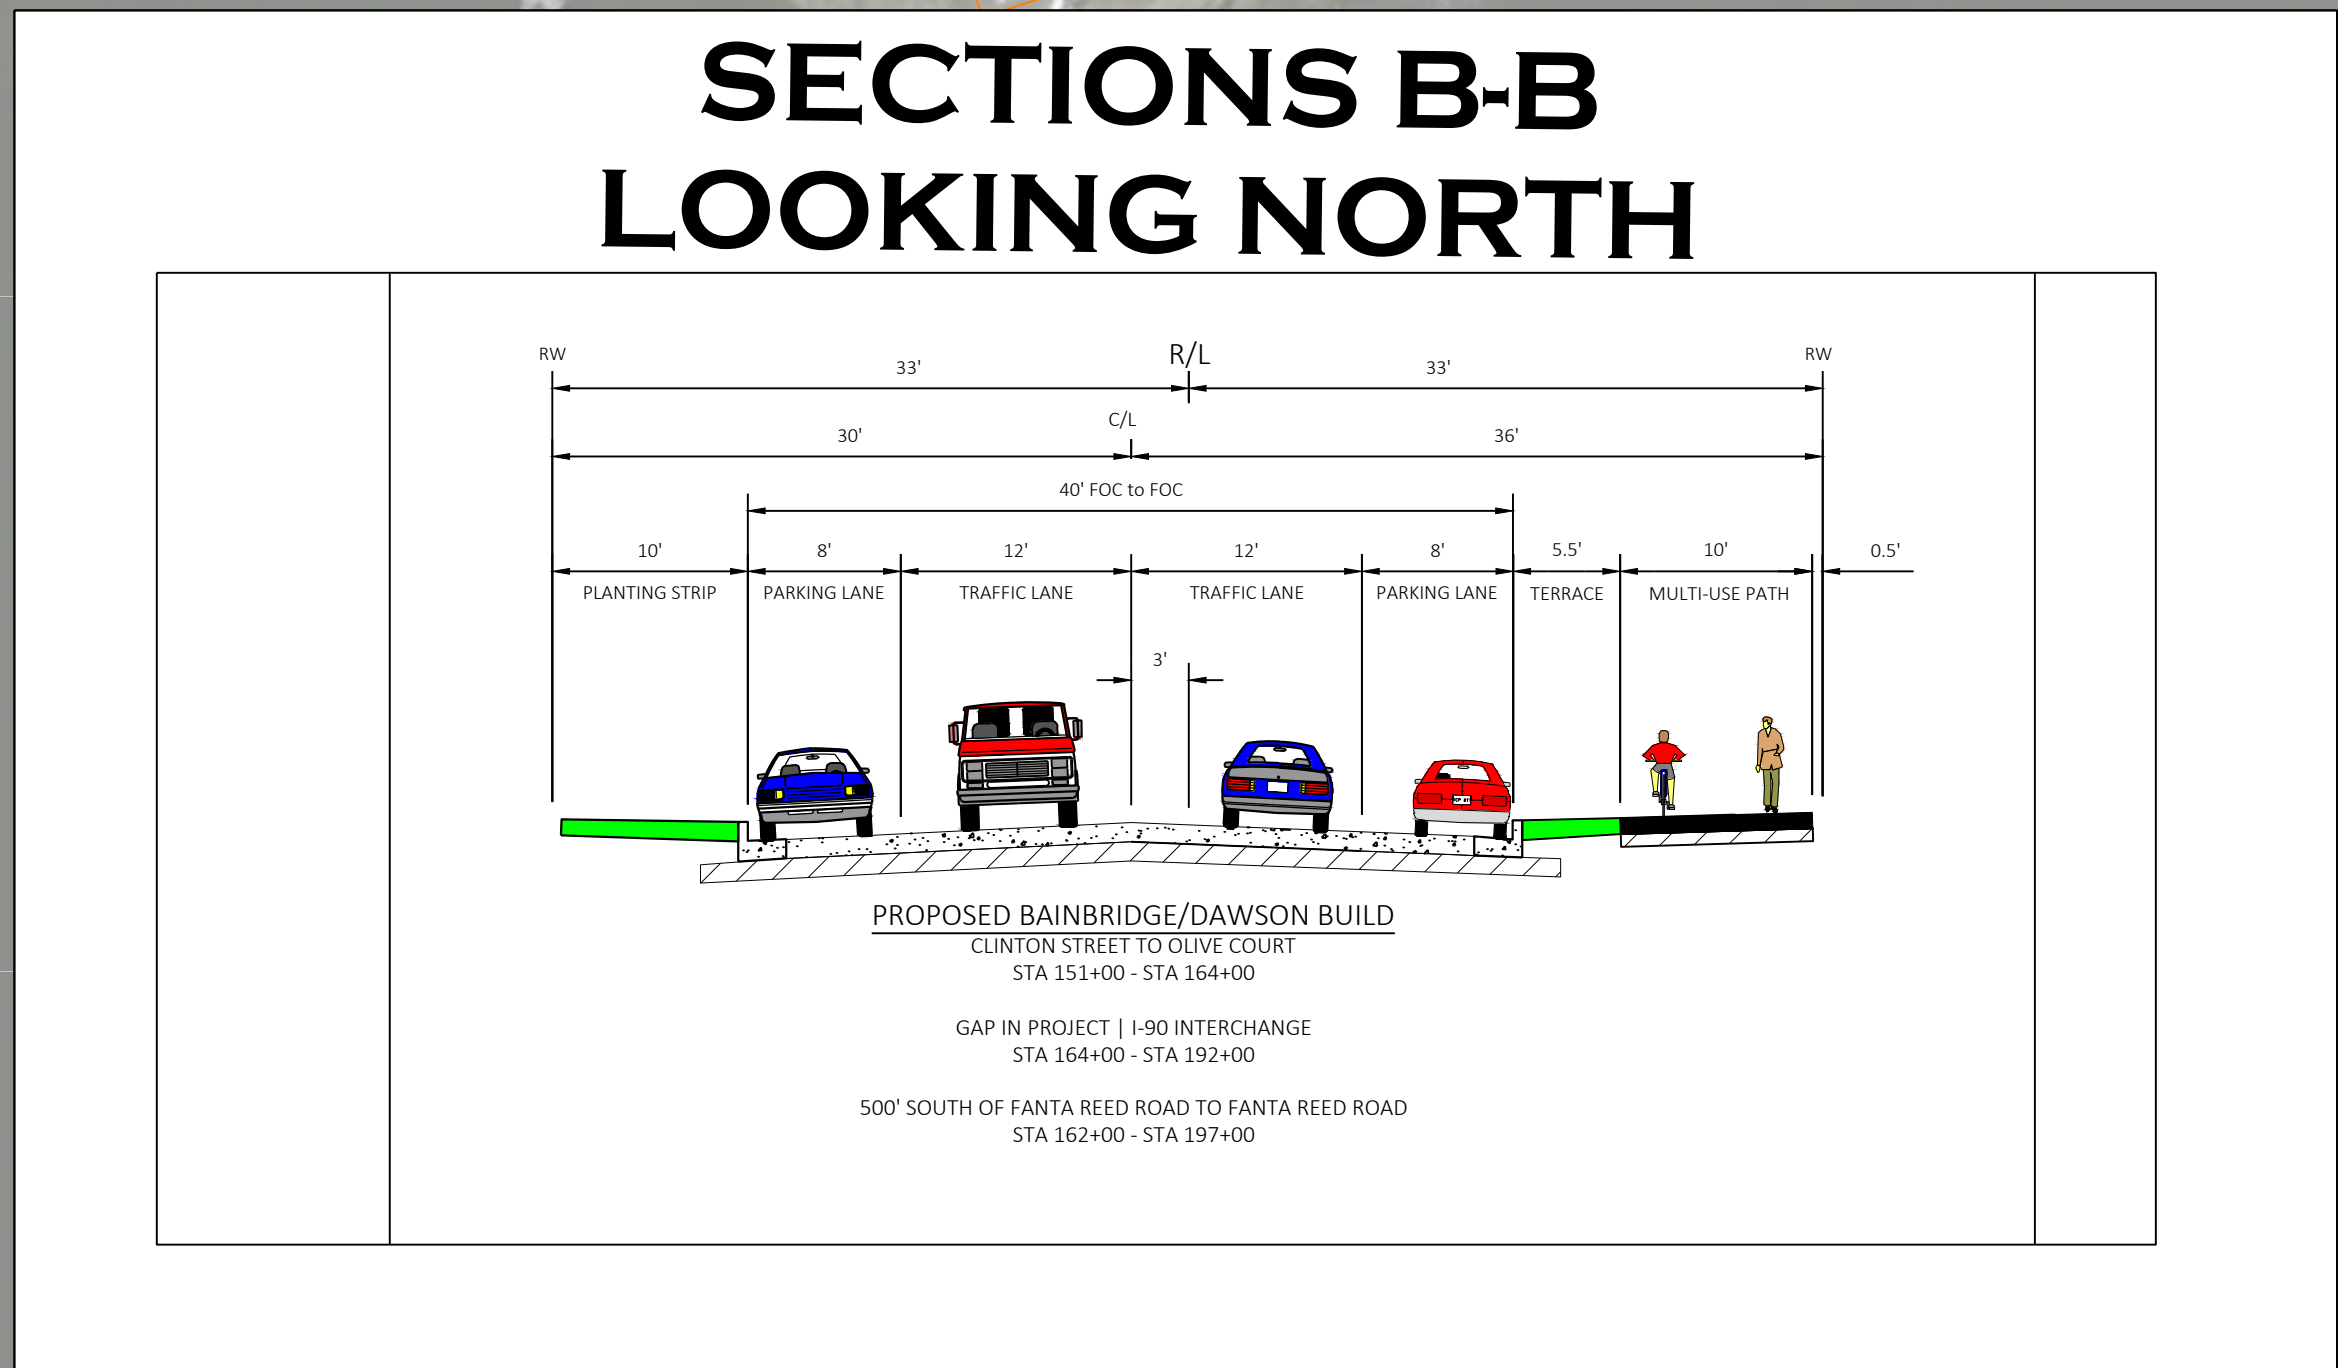 SECTIONS B-B
LOOKING NORTH
RW
33'
R/L
33'
RW
30'
C/L
36'
40' FOC to FOC
10'
8'
12'
12'
8'
5.5'
10'
0.5'
PLANTING STRIP
PARKING LANE
TRAFFIC LANE
TRAFFIC LANE
PARKING LANE
TERRACE
MULTI-USE PATH
3'
PROPOSED BAINBRIDGE/DAWSON BUILD
CLINTON STREET TO OLIVE COURT
STA 151+00 - STA 164+00
GAP IN PROJECT | I-90 INTERCHANGE
STA 164+00 - STA 192+00
500' SOUTH OF FANTA REED ROAD TO FANTA REED ROAD
STA 162+00 - STA 197+00